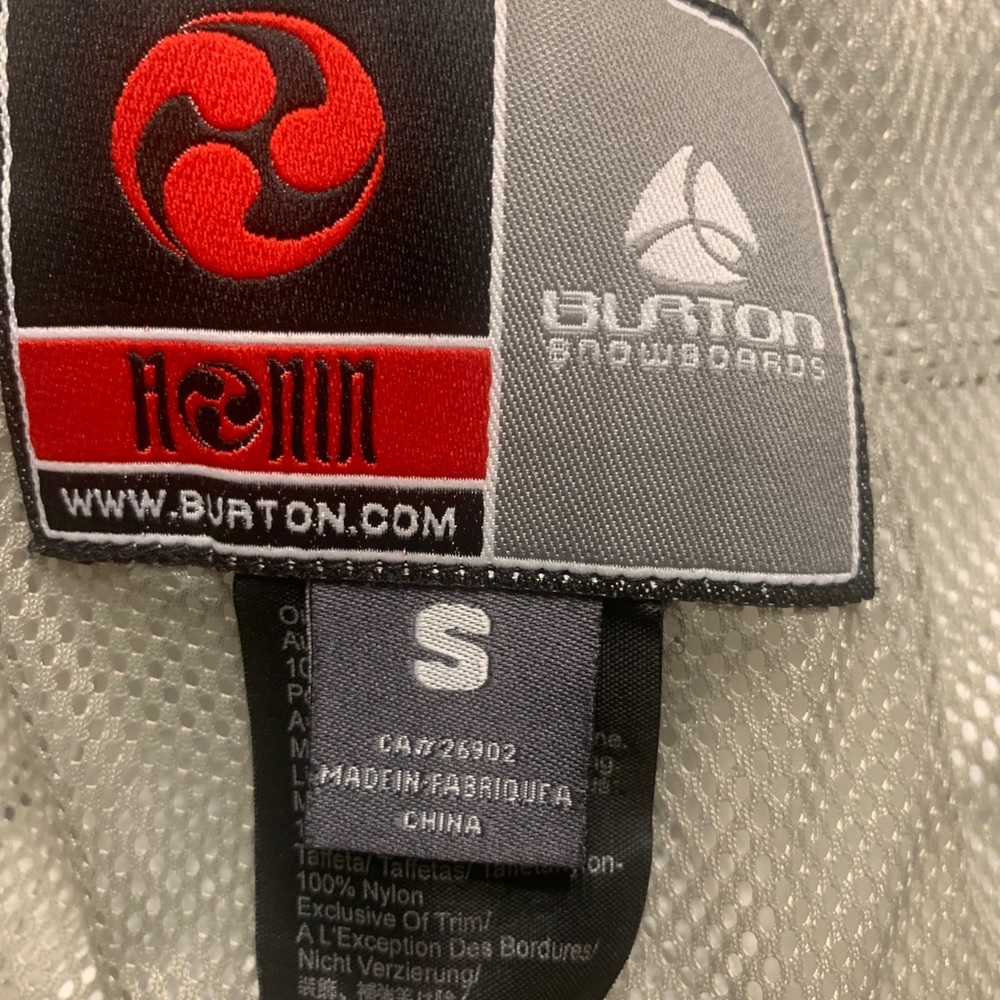 RONIN
WWW.BURTON.COM
BURTON
SNOWBOARDS
S
CA# 26902
MADE IN-FABRIQUE A
CHINA
Taffeta/ Taffetas/
100% Nylon
Exclusive Of Trim/
A L'Exception Des Bordures/
Nicht Verzierung/